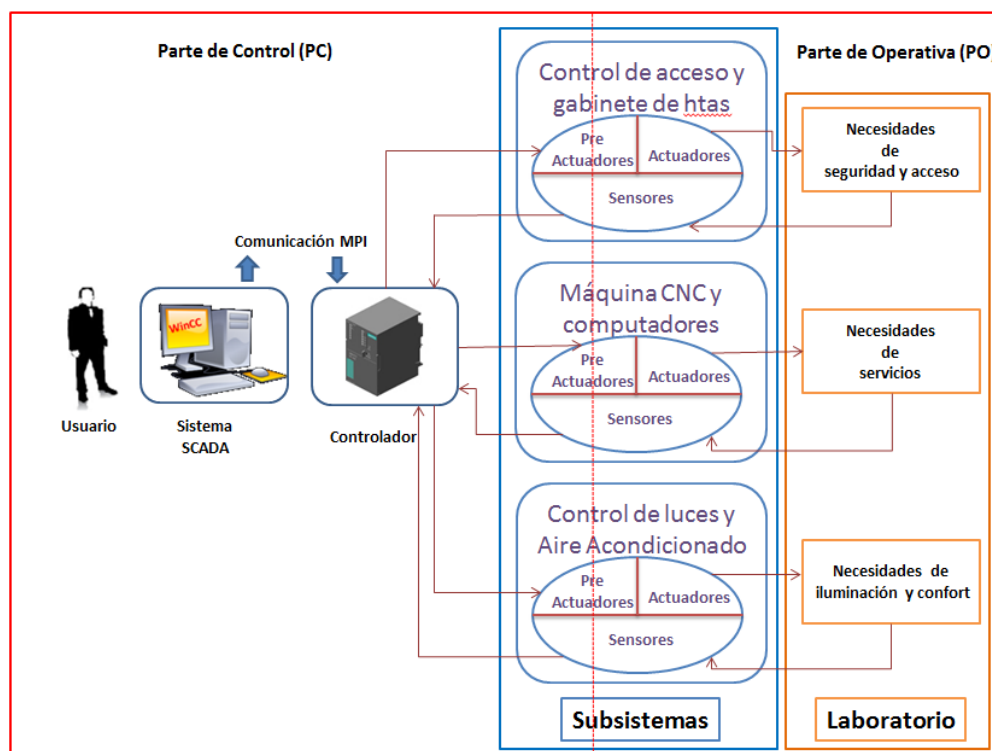 Parte de Control (PC)
Parte de Operativa (PO)
Control de acceso y
gabinete de htas
Pre
Actuadores
Actuadores
Sensores
Necesidades
de
seguridad y acceso
Comunicación MPI
WinCC
Usuario
Sistema
SCADA
Controlador
Máquina CNC y
computadores
Pre
Actuadores
Actuadores
Sensores
Necesidades
de
servicios
Control de luces y
Aire Acondicionado
Pre
Actuadores
Actuadores
Sensores
Necesidades de
iluminación y confort
Subsistemas
Laboratorio